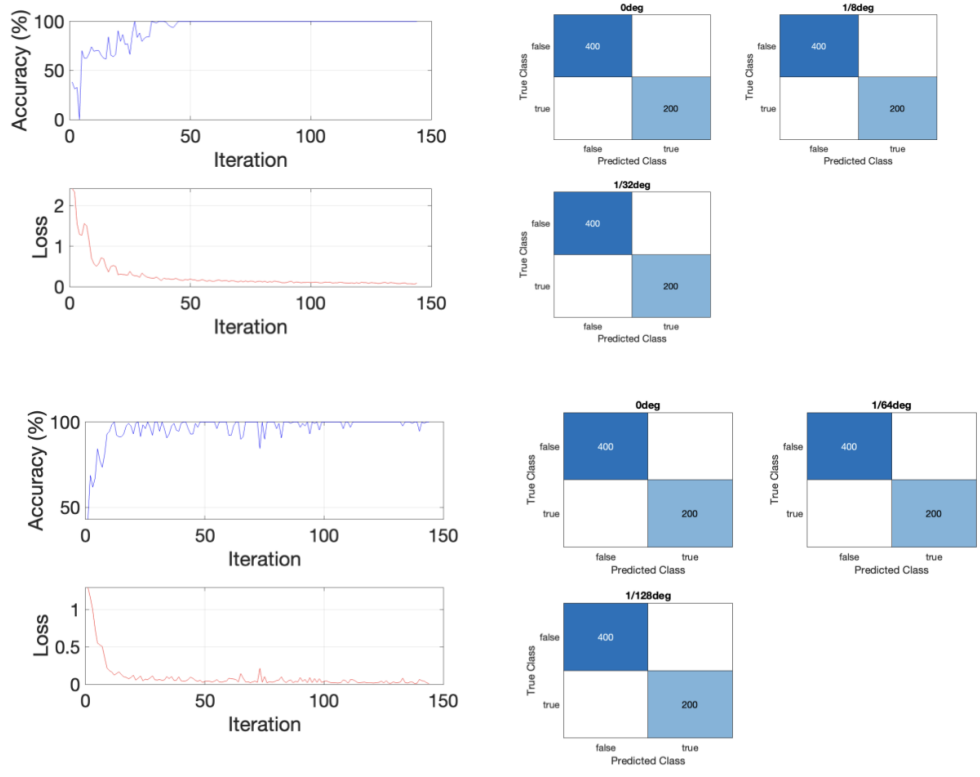 Accuracy (%)
100
50
0
0 50 100 150
Iteration
Loss
2
1
0
0 50 100 150
Iteration
0deg
True Class
false
400
true
200
false true
Predicted Class
1/8deg
True Class
false
400
true
200
false true
Predicted Class
1/32deg
True Class
false
400
true
200
false true
Predicted Class
Accuracy (%)
100
50
0 50 100 150
Iteration
Loss
1
0.5
0
0 50 100 150
Iteration
0deg
True Class
false
400
true
200
false true
Predicted Class
1/64deg
True Class
false
400
true
200
false true
Predicted Class
1/128deg
True Class
false
400
true
200
false true
Predicted Class